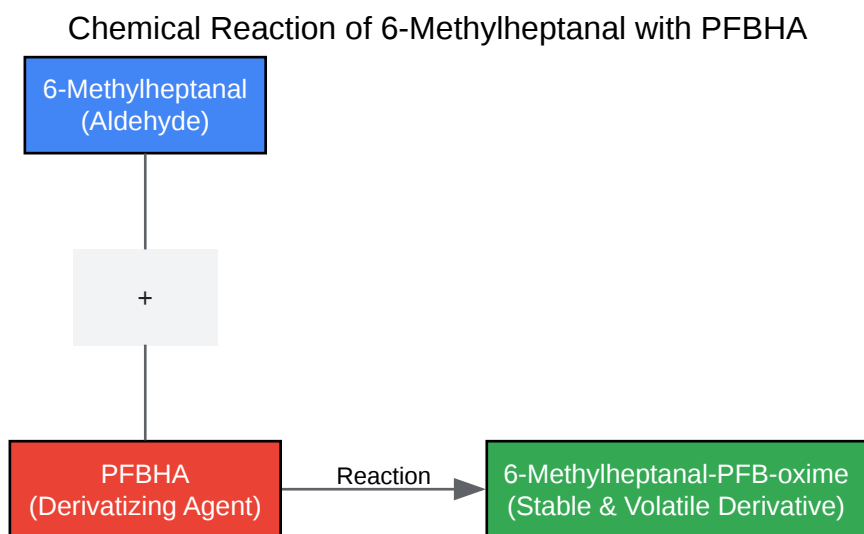 Chemical Reaction of 6-Methylheptanal with PFBHA
6-Methylheptanal
(Aldehyde)
+
PFBHA
(Derivatizing Agent)
Reaction
6-Methylheptanal-PFB-oxime
(Stable & Volatile Derivative)